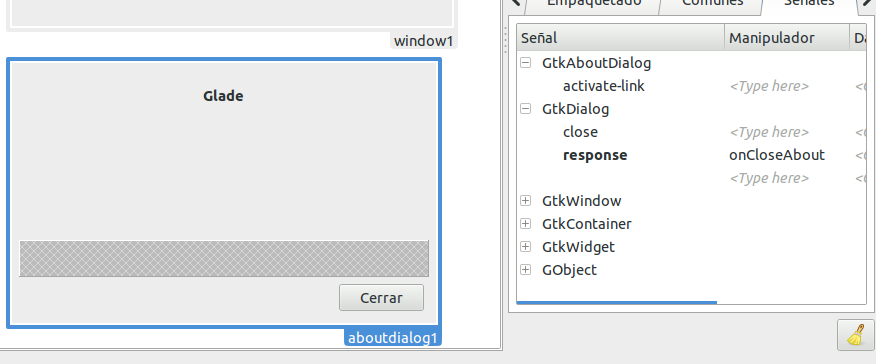 Empaquetado Comunes Señales
window1
Glade
Cerrar
aboutdialog1
Señal Manipulador
GtkAboutDialog
activate-link <Type here>
GtkDialog
close <Type here>
response onCloseAbout
<Type here>
GtkWindow
GtkContainer
GtkWidget
GObject